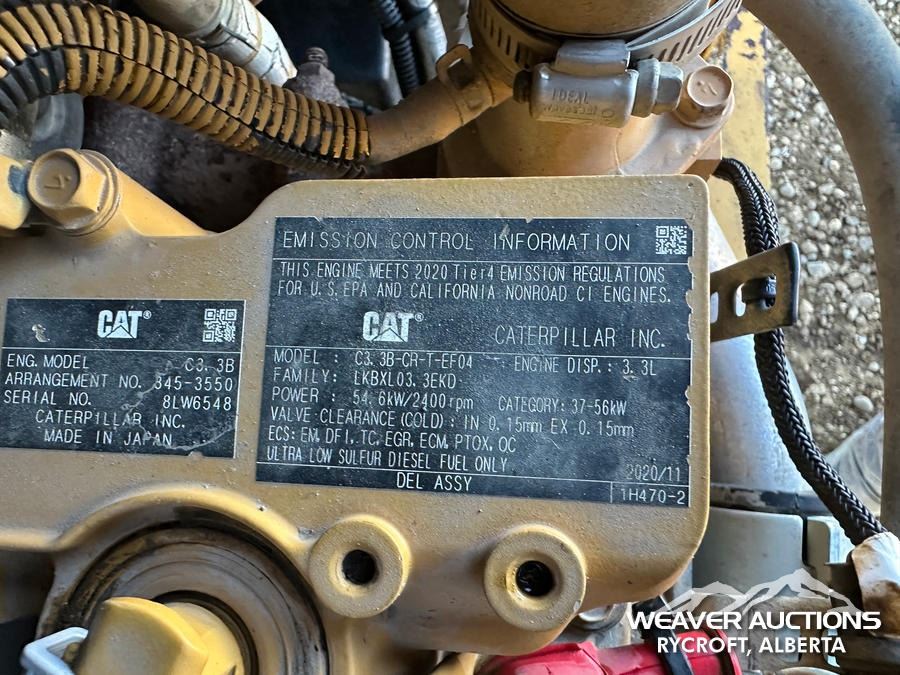 CAT®
ENG. MODEL C3.3B
ARRANGEMENT NO. 345-3550
SERIAL NO. 8LW6548
CATERPILLAR INC.
MADE IN JAPAN
EMISSION CONTROL INFORMATION
THIS ENGINE MEETS 2020 Tier4 EMISSION REGULATIONS
FOR U.S. EPA AND CALIFORNIA NONROAD CI ENGINES.
CAT® CATERPILLAR INC.
MODEL : C3.3B-CR-T-EF04 ENGINE DISP.: 3.3L
FAMILY: LKBXL03.3EKD
POWER : 54.6kW/2400rpm CATEGORY: 37-56kW
VALVE CLEARANCE (COLD) : IN 0.15mm EX 0.15mm
ECS: EM, DFI, TC, EGR, ECM, PTOX, OC
ULTRA LOW SULFUR DIESEL FUEL ONLY
2020/11
DEL ASSY
1H470-2
WEAVER AUCTIONS
RYCROFT, ALBERTA